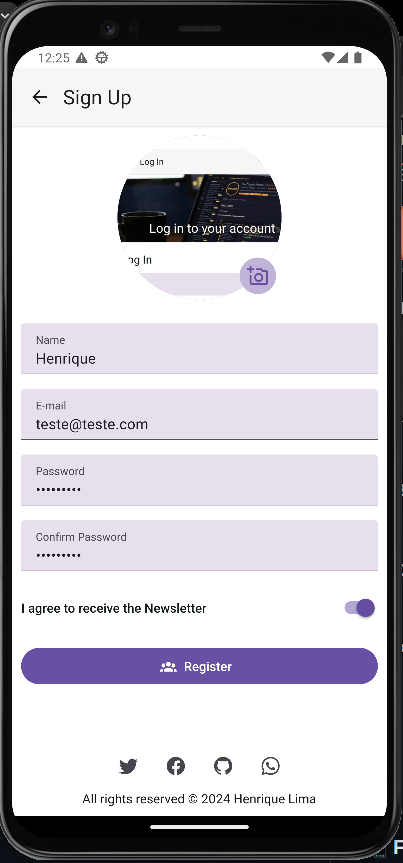 12:25
Sign Up
Log In
Log in to your account
ng In
Name
Henrique
E-mail
teste@teste.com
Password
•••••••••
Confirm Password
•••••••••
I agree to receive the Newsletter
Register
All rights reserved © 2024 Henrique Lima